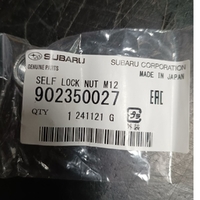 SUBARU
GENUINE PARTS
SUBARU CORPORATION
MADE IN JAPAN
SELF LOCK NUT M12
902350027
EAC
QTY
1 241121 G